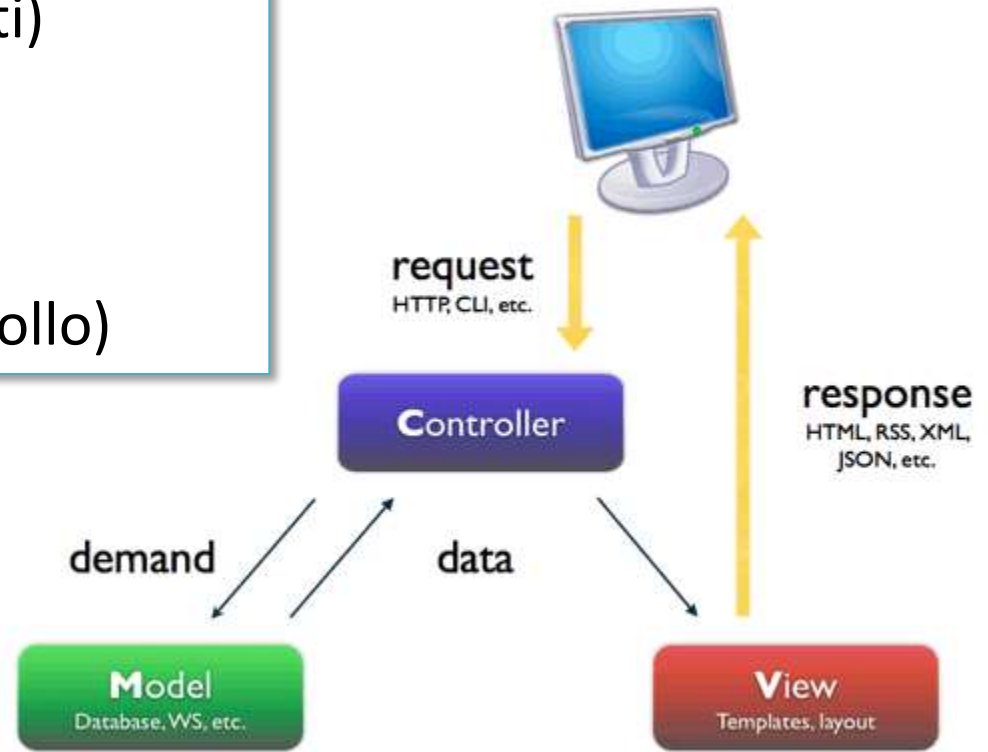 ti)
ollo)
request
HTTP, CLI, etc.
Controller
response
HTML, RSS, XML,
JSON, etc.
demand
data
Model
Database, WS, etc.
View
Templates, layout